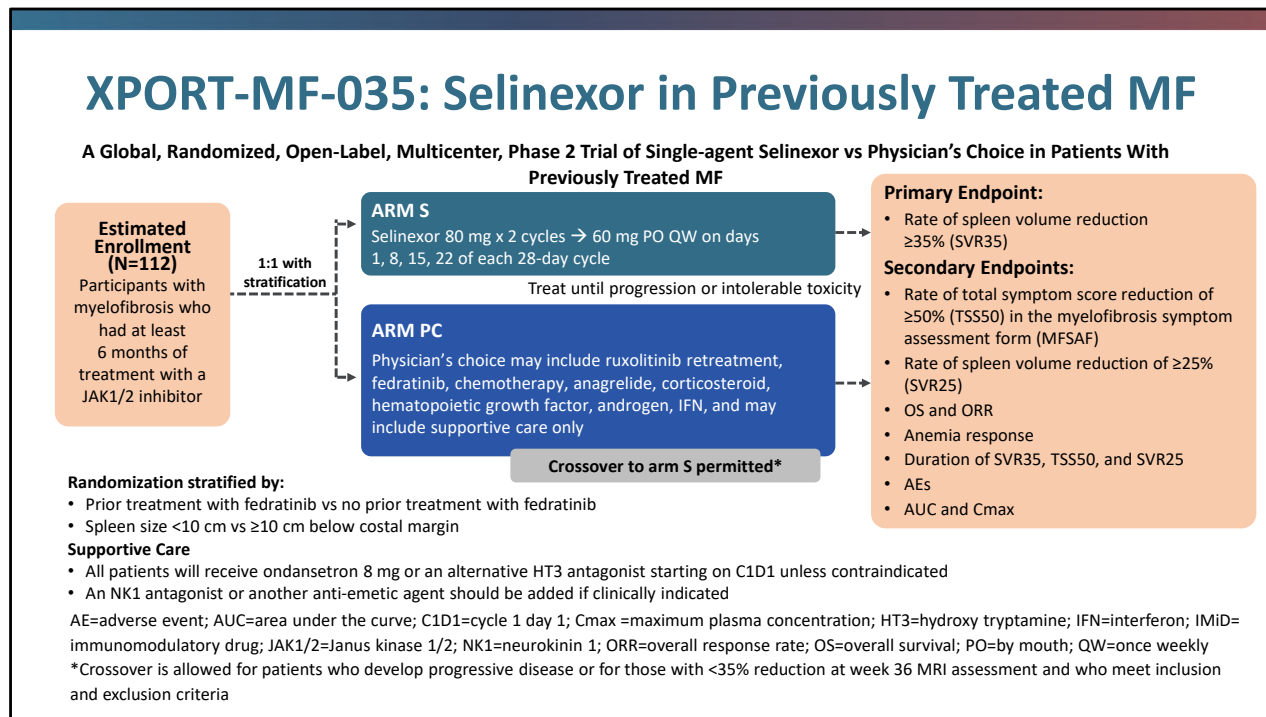 XPORT-MF-035: Selinexor in Previously Treated MF
A Global, Randomized, Open-Label, Multicenter, Phase 2 Trial of Single-agent Selinexor vs Physician's Choice in Patients With
Previously Treated MF
Estimated
Enrollment
(N=112)
Participants with
myelofibrosis who
had at least
6 months of
treatment with a
JAK1/2 inhibitor
1:1 with
stratification
ARM S
Selinexor 80 mg x 2 cycles → 60 mg PO QW on days
1, 8, 15, 22 of each 28-day cycle
Treat until progression or intolerable toxicity
ARM PC
Physician's choice may include ruxolitinib retreatment,
fedratinib, chemotherapy, anagrelide, corticosteroid,
hematopoietic growth factor, androgen, IFN, and may
include supportive care only
Crossover to arm S permitted*
Primary Endpoint:
• Rate of spleen volume reduction
≥35% (SVR35)
Secondary Endpoints:
• Rate of total symptom score reduction of
≥50% (TSS50) in the myelofibrosis symptom
assessment form (MFSAF)
• Rate of spleen volume reduction of ≥25%
(SVR25)
• OS and ORR
• Anemia response
• Duration of SVR35, TSS50, and SVR25
• AEs
• AUC and Cmax
Randomization stratified by:
• Prior treatment with fedratinib vs no prior treatment with fedratinib
• Spleen size <10 cm vs ≥10 cm below costal margin
Supportive Care
• All patients will receive ondansetron 8 mg or an alternative HT3 antagonist starting on C1D1 unless contraindicated
• An NK1 antagonist or another anti-emetic agent should be added if clinically indicated
AE=adverse event; AUC=area under the curve; C1D1=cycle 1 day 1; Cmax =maximum plasma concentration; HT3=hydroxy tryptamine; IFN=interferon; IMiD=
immunomodulatory drug; JAK1/2=Janus kinase 1/2; NK1=neurokinin 1; ORR=overall response rate; OS=overall survival; PO=by mouth; QW=once weekly
*Crossover is allowed for patients who develop progressive disease or for those with <35% reduction at week 36 MRI assessment and who meet inclusion
and exclusion criteria